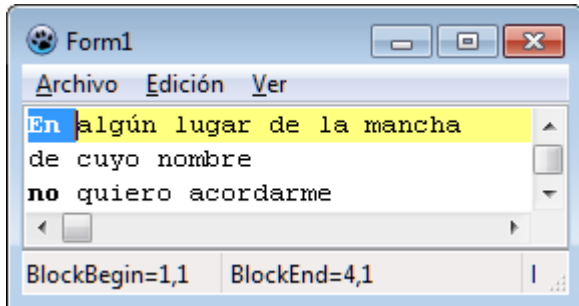 Form1
Archivo Edición Ver
En algún lugar de la mancha
de cuyo nombre
no quiero acordarme
BlockBegin=1,1 BlockEnd=4,1